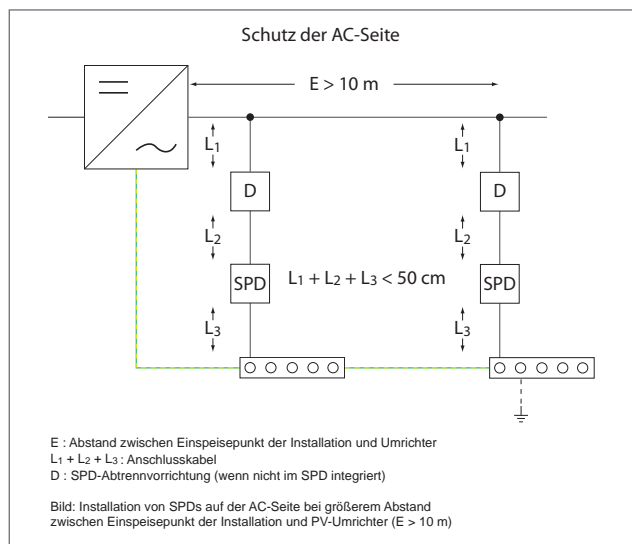 Schutz der AC-Seite
E > 10 m
L1
L1
D
D
L2
L2
SPD
L1 + L2 + L3 < 50 cm
SPD
L3
L3
E : Abstand zwischen Einspeisepunkt der Installation und Umrichter
L1 + L2 + L3 : Anschlusskabel
D : SPD-Abtrennvorrichtung (wenn nicht im SPD integriert)
Bild: Installation von SPDs auf der AC-Seite bei größerem Abstand
zwischen Einspeisepunkt der Installation und PV-Umrichter (E > 10 m)